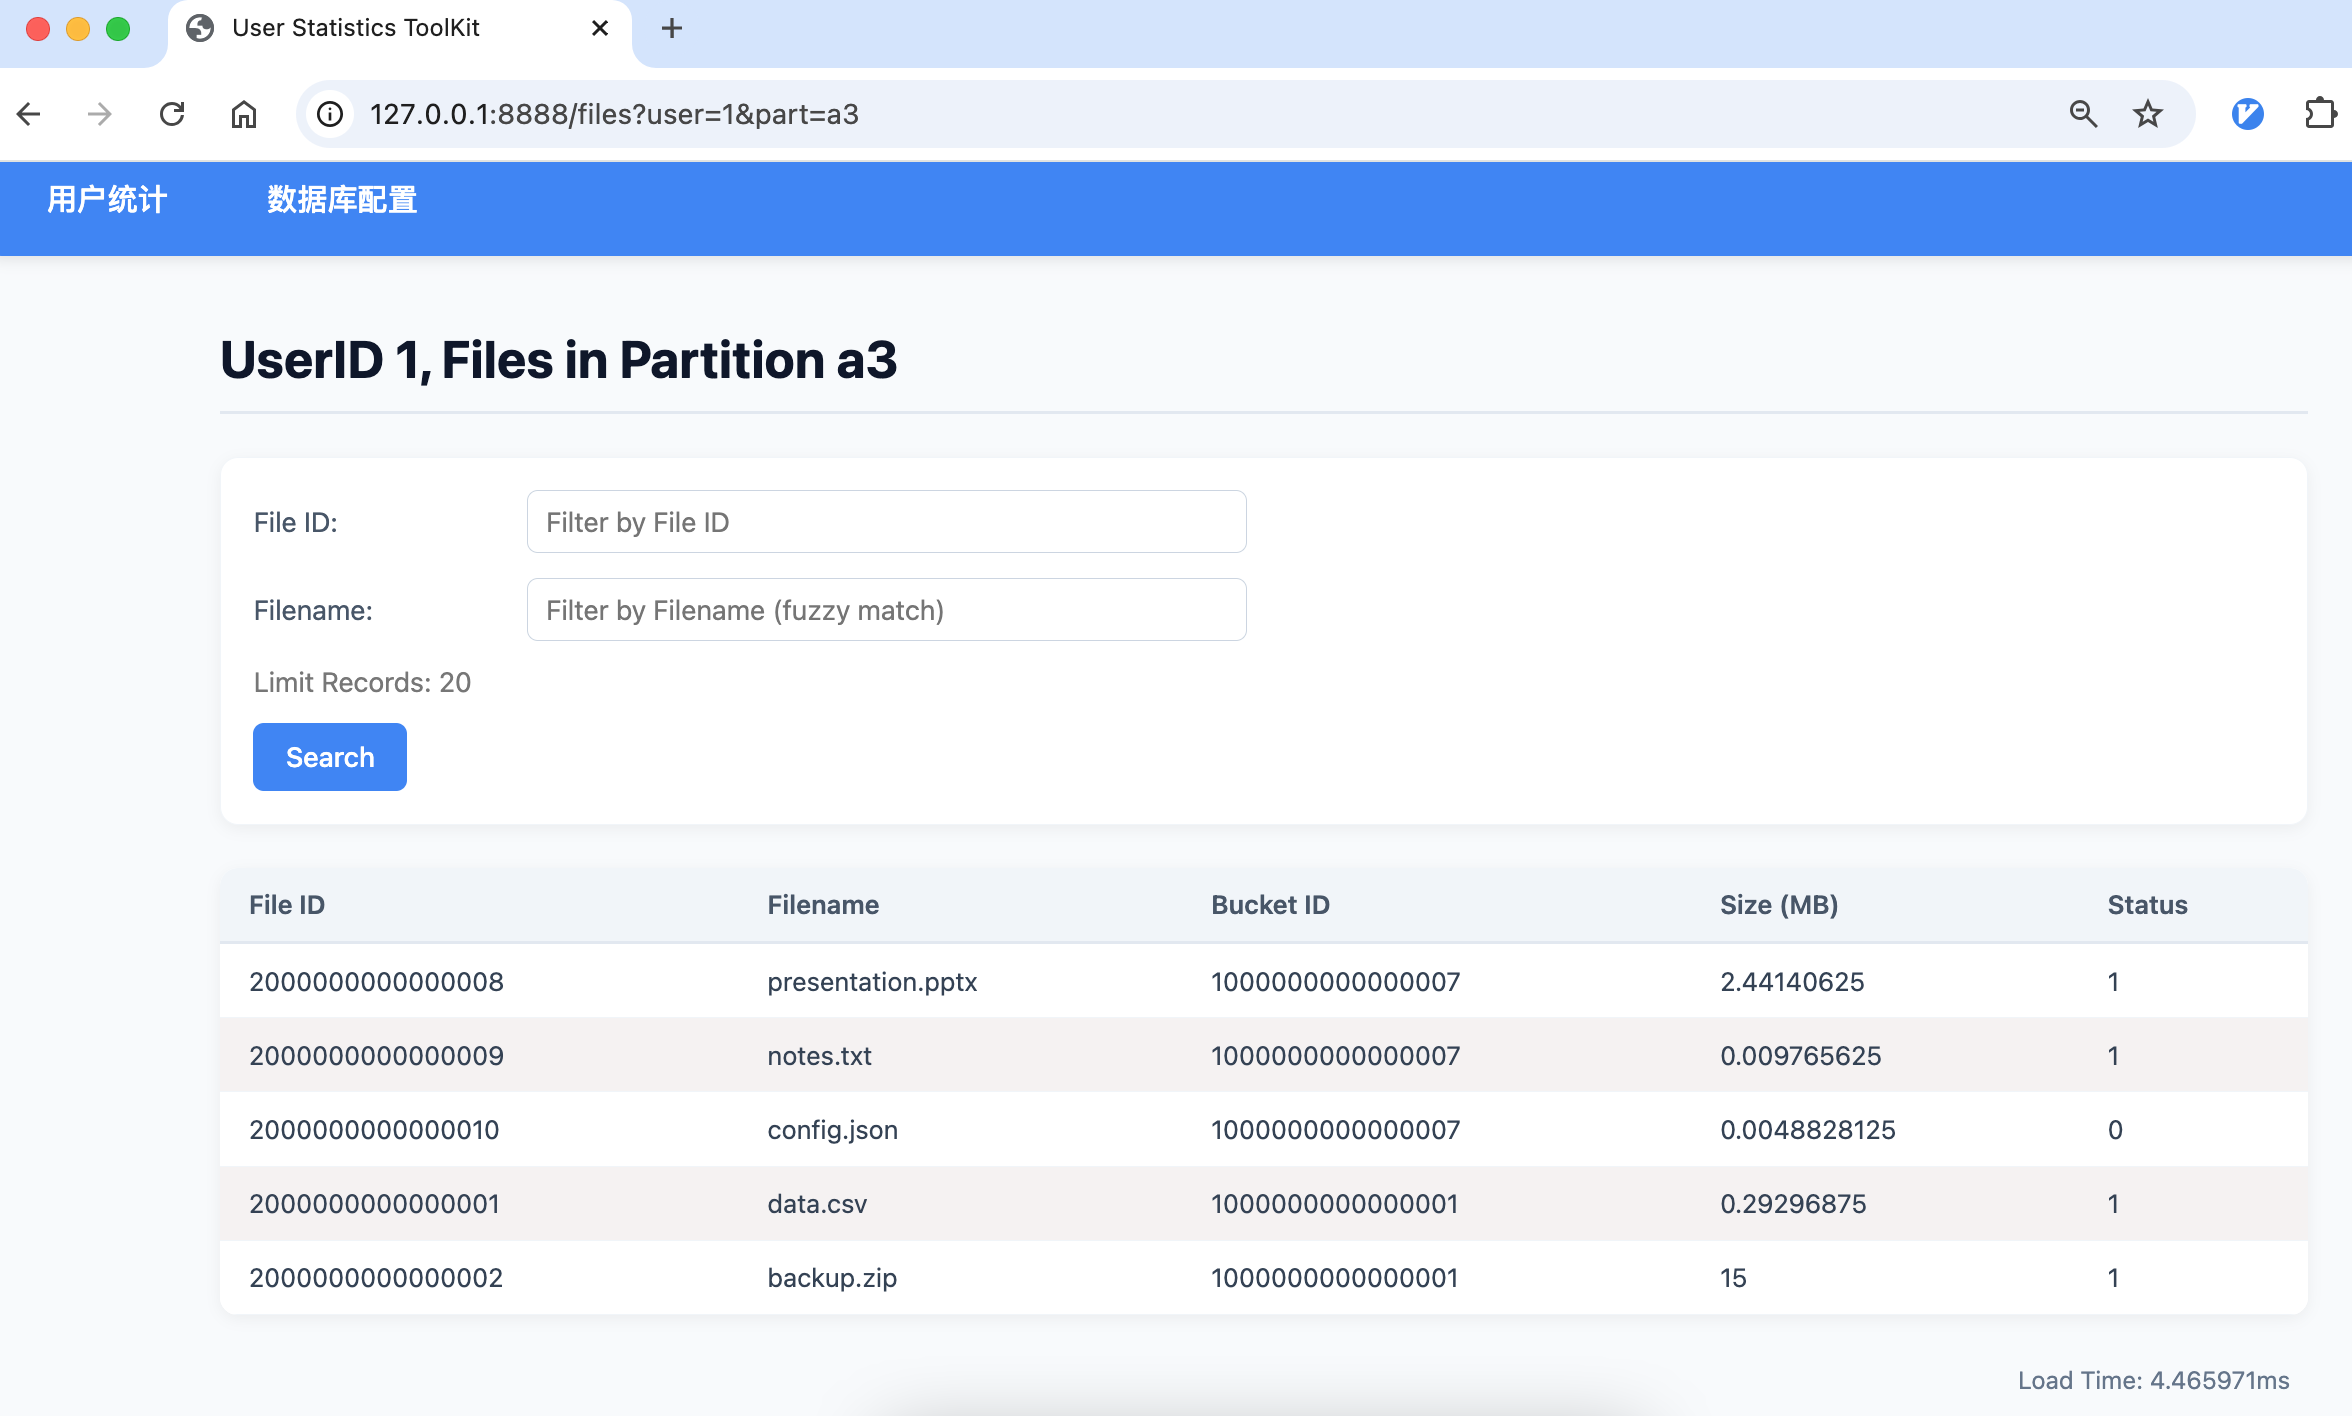 User Statistics ToolKit
127.0.0.1:8888/files?user=1&part=a3
用户统计 数据库配置
UserID 1, Files in Partition a3
File ID: Filter by File ID
Filename: Filter by Filename (fuzzy match)
Limit Records: 20
Search
File ID Filename Bucket ID Size (MB) Status
2000000000000008 presentation.pptx 1000000000000007 2.44140625 1
2000000000000009 notes.txt 1000000000000007 0.009765625 1
2000000000000010 config.json 1000000000000007 0.0048828125 0
2000000000000001 data.csv 1000000000000001 0.29296875 1
2000000000000002 backup.zip 1000000000000001 15 1
Load Time: 4.465971ms